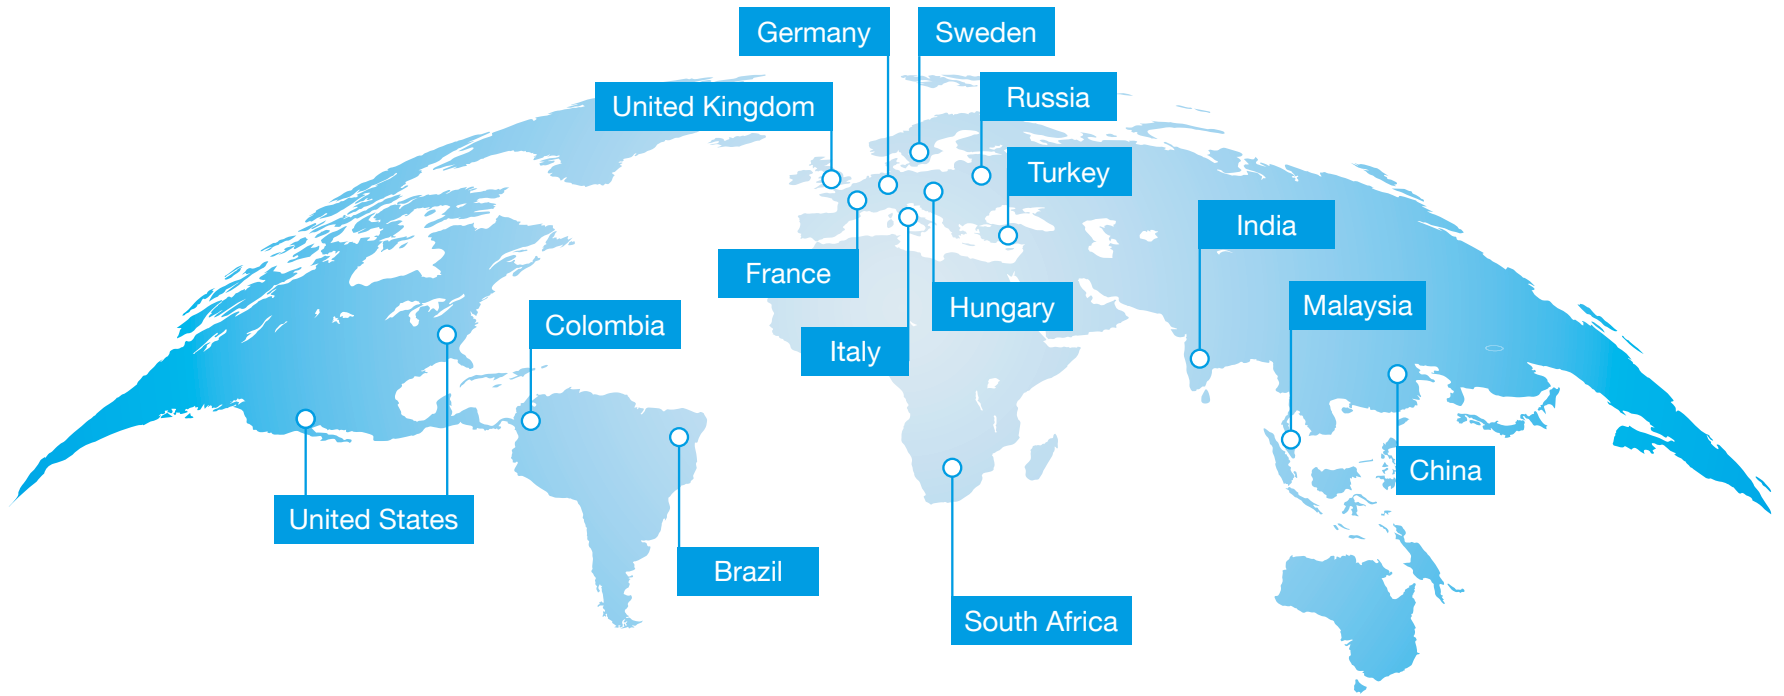 Germany
Sweden
United Kingdom
Russia
Turkey
India
France
Hungary
Malaysia
Colombia
Italy
China
United States
Brazil
South Africa